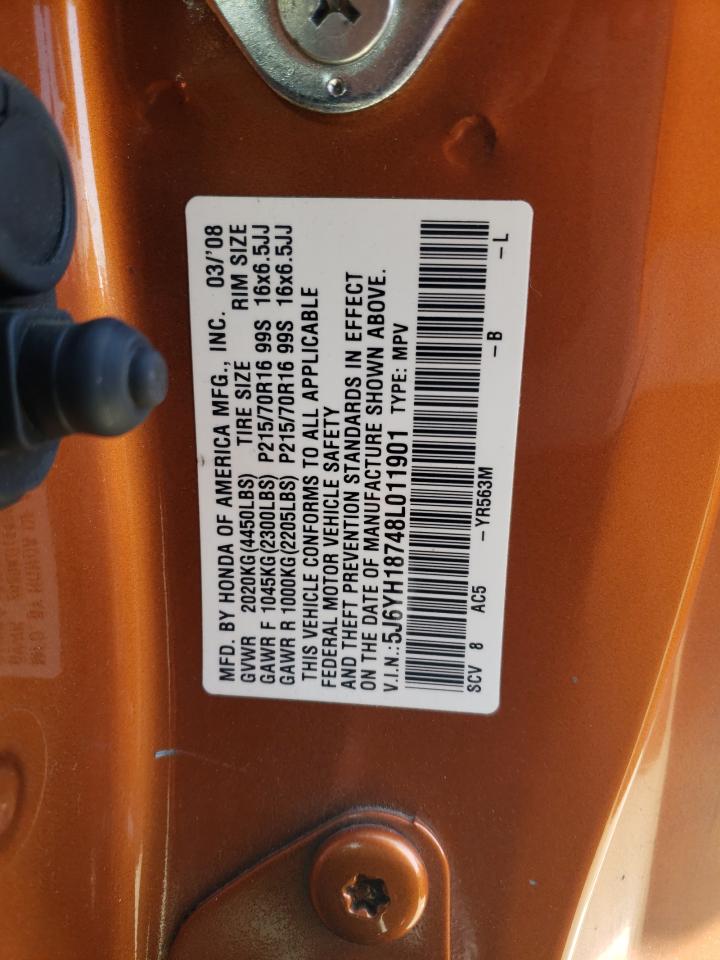 MFD. BY HONDA OF AMERICA MFG., INC. 03/'08
GVWR 2020KG(4450LBS) TIRE SIZE RIM SIZE
GAWR F 1045KG(2300LBS) P215/70R16 99S 16x6.5JJ
GAWR R 1000KG(2205LBS) P215/70R16 99S 16x6.5JJ
THIS VEHICLE CONFORMS TO ALL APPLICABLE
FEDERAL MOTOR VEHICLE SAFETY
AND THEFT PREVENTION STANDARDS IN EFFECT
ON THE DATE OF MANUFACTURE SHOWN ABOVE.
V.I.N.:5J6YH18748L011901 TYPE: MPV
SCV 8 AC5 -YR563M -B -L